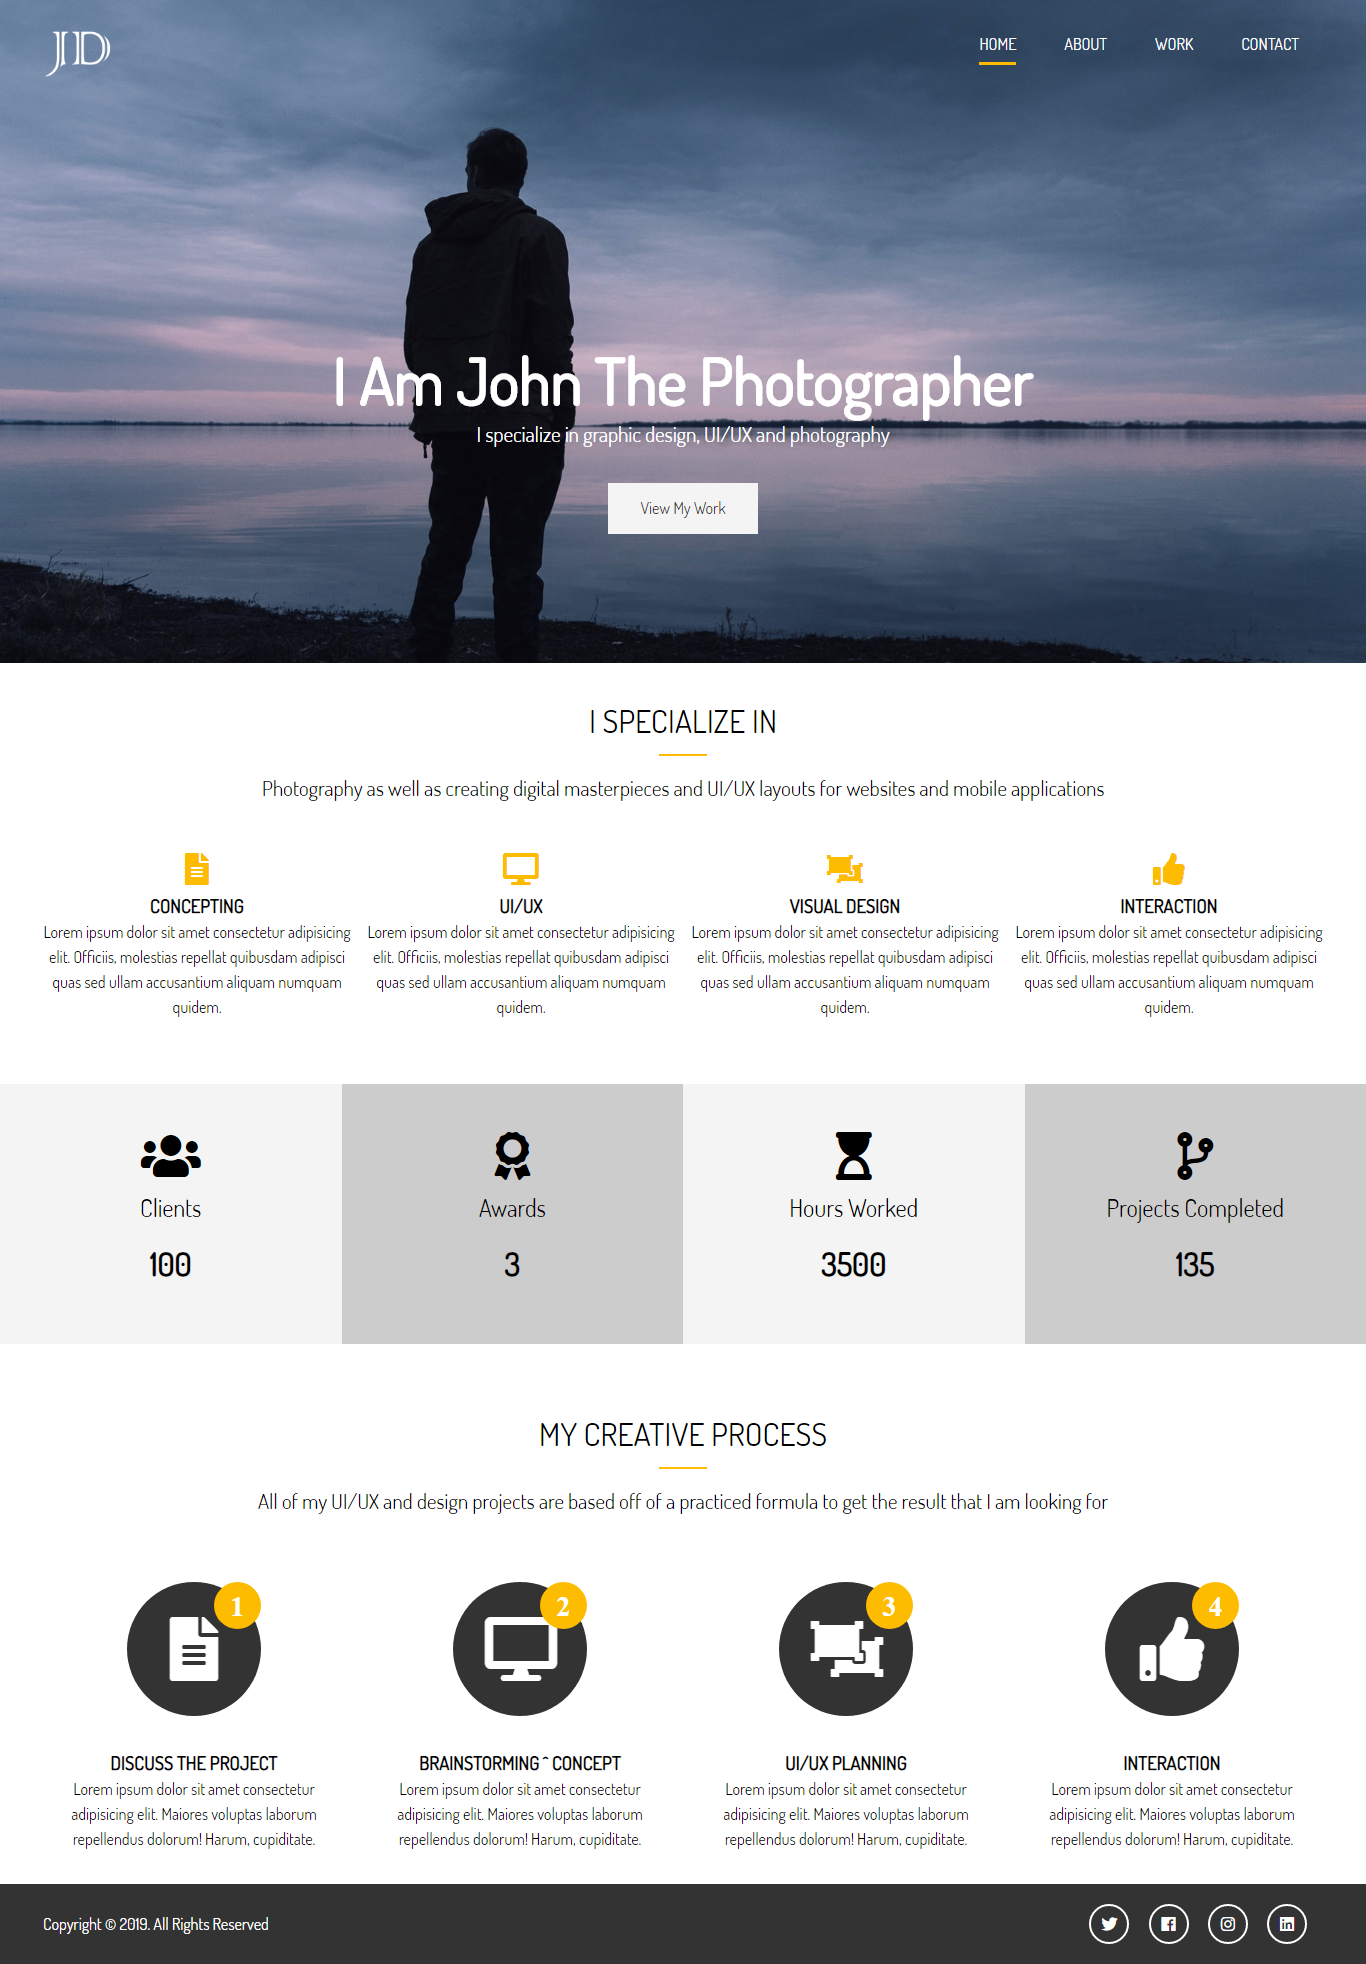 JD
HOME ABOUT WORK CONTACT
I Am John The Photographer
I specialize in graphic design, UI/UX and photography
View My Work
I SPECIALIZE IN
Photography as well as creating digital masterpieces and UI/UX layouts for websites and mobile applications
CONCEPTING
Lorem ipsum dolor sit amet consectetur adipisicing
elit. Officiis, molestias repellat quibusdam adipisci
quas sed ullam accusantium aliquam numquam
quidem.
UI/UX
Lorem ipsum dolor sit amet consectetur adipisicing
elit. Officiis, molestias repellat quibusdam adipisci
quas sed ullam accusantium aliquam numquam
quidem.
VISUAL DESIGN
Lorem ipsum dolor sit amet consectetur adipisicing
elit. Officiis, molestias repellat quibusdam adipisci
quas sed ullam accusantium aliquam numquam
quidem.
INTERACTION
Lorem ipsum dolor sit amet consectetur adipisicing
elit. Officiis, molestias repellat quibusdam adipisci
quas sed ullam accusantium aliquam numquam
quidem.
Clients
100
Awards
3
Hours Worked
3500
Projects Completed
135
MY CREATIVE PROCESS
All of my UI/UX and design projects are based off of a practiced formula to get the result that I am looking for
1
DISCUSS THE PROJECT
Lorem ipsum dolor sit amet consectetur
adipisicing elit. Maiores voluptas laborum
repellendus dolorum! Harum, cupiditate.
2
BRAINSTORMING ^ CONCEPT
Lorem ipsum dolor sit amet consectetur
adipisicing elit. Maiores voluptas laborum
repellendus dolorum! Harum, cupiditate.
3
UI/UX PLANNING
Lorem ipsum dolor sit amet consectetur
adipisicing elit. Maiores voluptas laborum
repellendus dolorum! Harum, cupiditate.
4
INTERACTION
Lorem ipsum dolor sit amet consectetur
adipisicing elit. Maiores voluptas laborum
repellendus dolorum! Harum, cupiditate.
Copyright © 2019. All Rights Reserved